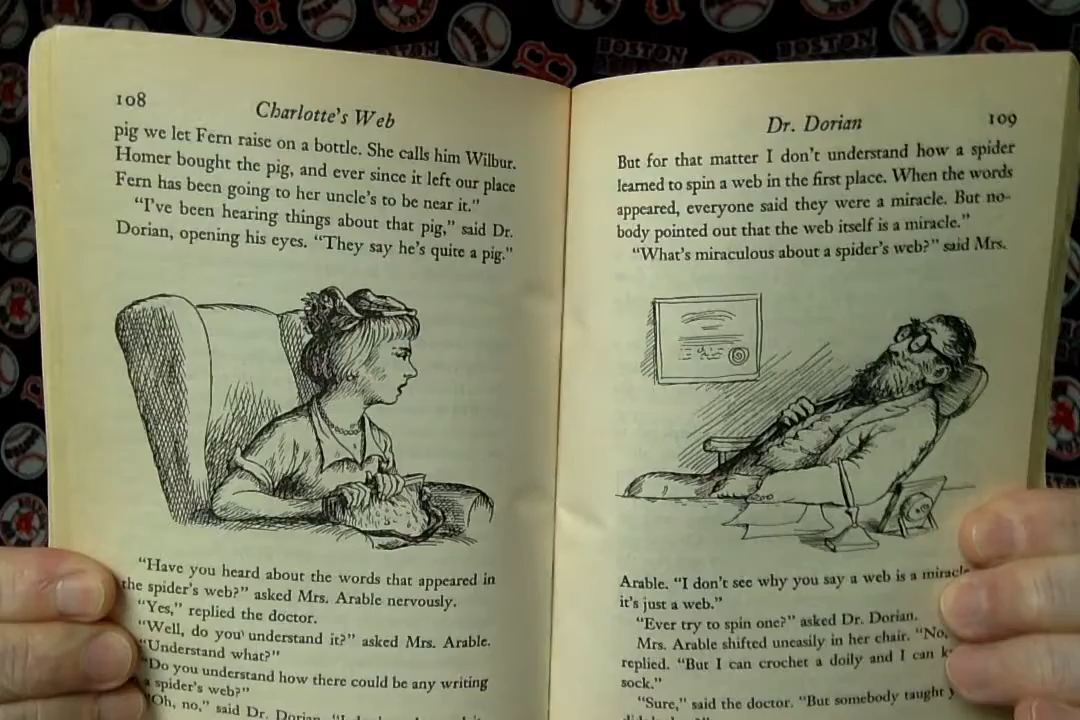 BOSTON
BOSTON
108
Charlotte's Web
pig we let Fern raise on a bottle. She calls him Wilbur.
Homer bought the pig, and ever since it left our place
Fern has been going to her uncle's to be near it."
"I've been hearing things about that pig," said Dr.
Dorian, opening his eyes. "They say he's quite a pig."
"Have you heard about the words that appeared in
the spider's web?" asked Mrs. Arable nervously.
"Yes," replied the doctor.
"Well, do you understand it?" asked Mrs. Arable.
"Understand what?"
"Do you understand how there could be any writing
a spider's web?"
"Oh, no," said Dr. Dorian.
Dr. Dorian
109
But for that matter I don't understand how a spider
learned to spin a web in the first place. When the words
appeared, everyone said they were a miracle. But no-
body pointed out that the web itself is a miracle."
"What's miraculous about a spider's web?" said Mrs.
Arable. "I don't see why you say a web is a miracle
it's just a web."
"Ever try to spin one?" asked Dr. Dorian.
Mrs. Arable shifted uneasily in her chair. "No,
replied. "But I can crochet a doily and I can
sock."
"Sure," said the doctor. "But somebody taught